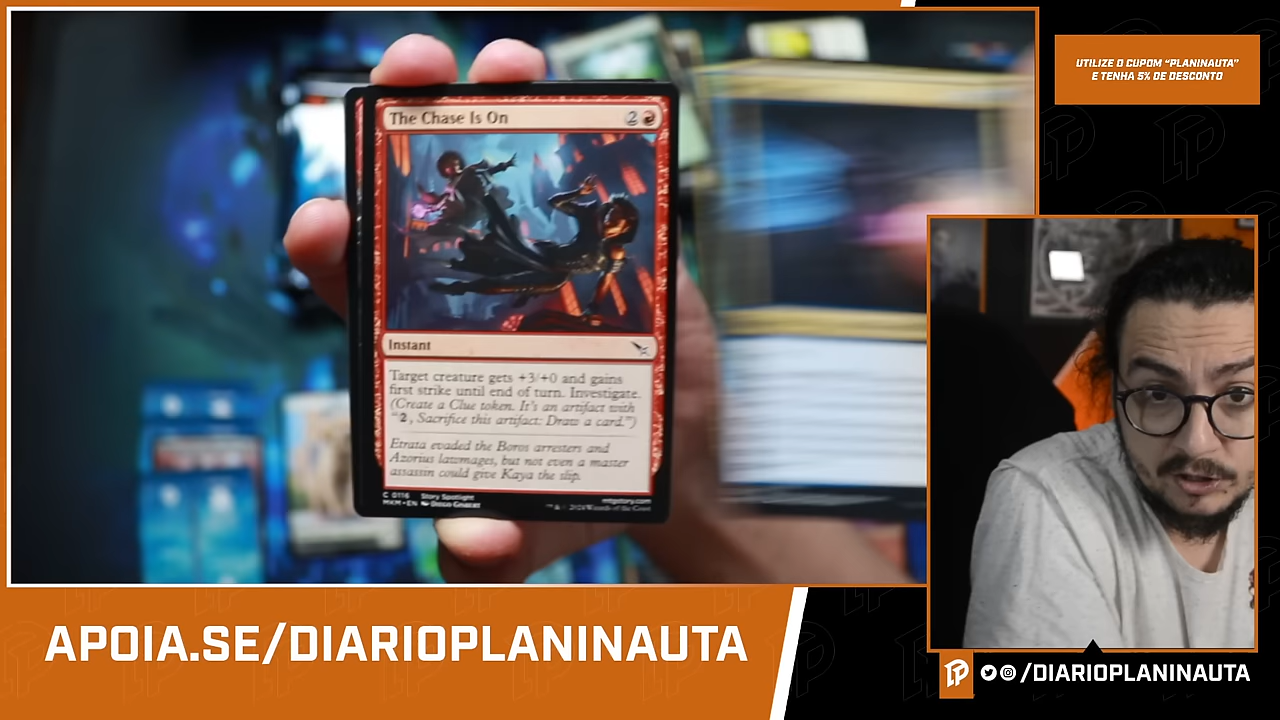 UTILIZE O CUPOM "PLANINAUTA"
E TENHA 5% DE DESCONTO
The Chase Is On
2
Instant
Target creature gets +3/+0 and gains
first strike until end of turn. Investigate.
(Create a Clue token. It's an artifact with
"2, Sacrifice this artifact: Draw a card.")
Etrata evaded the Boros arresters and
Azorius lawmages, but not even a master
assassin could give Kaya the slip.
C 0116 Story Spotlight mtgstory.com
MKM • EN
APOIA.SE/DIARIOPLANINAUTA
/DIARIOPLANINAUTA